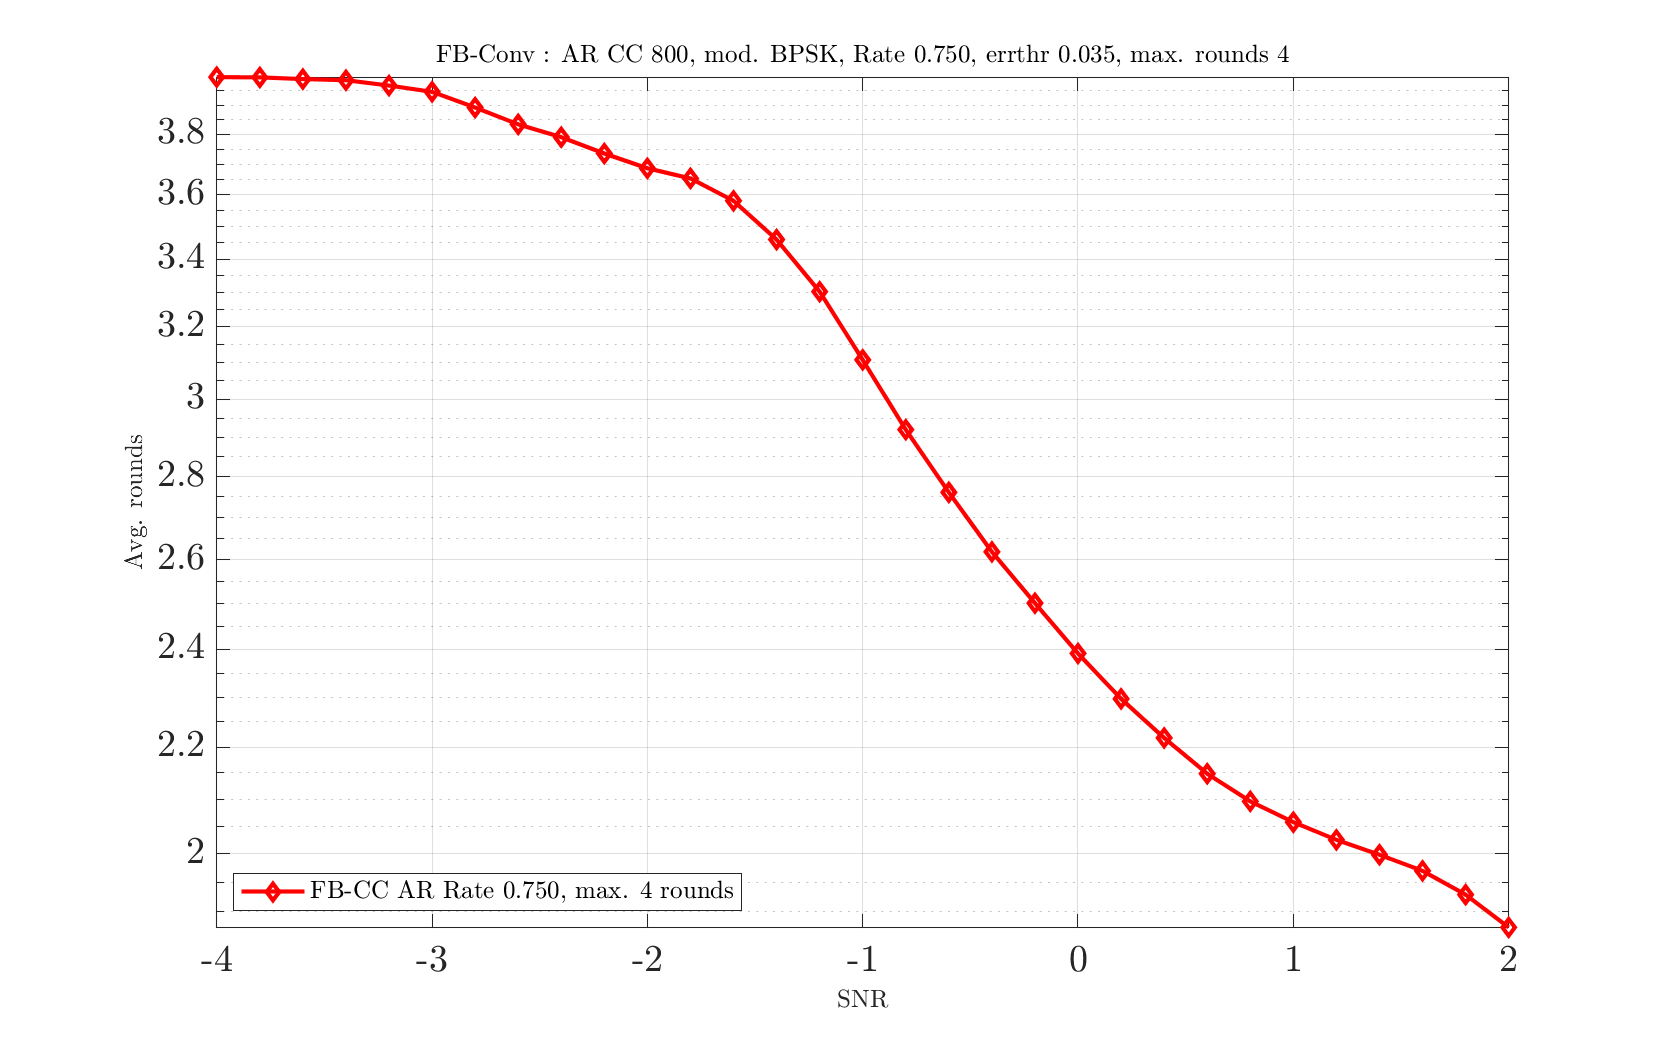 FB-Conv : AR CC 800, mod. BPSK, Rate 0.750, errthr 0.035, max. rounds 4
3.8
3.6
3.4
3.2
3
2.8
2.6
2.4
2.2
2
Avg. rounds
FB-CC AR Rate 0.750, max. 4 rounds
-4 -3 -2 -1 0 1 2
SNR